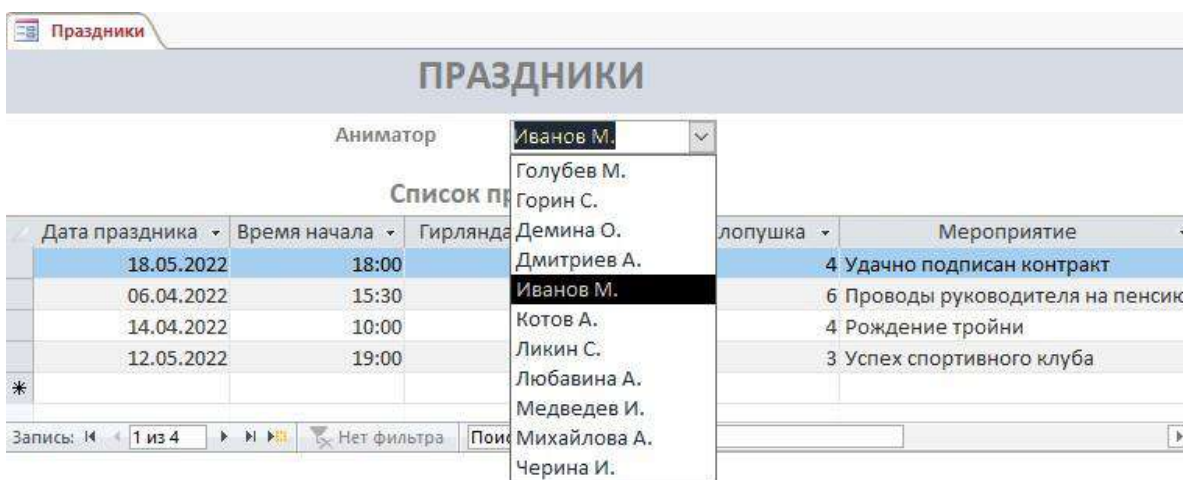 Праздники
ПРАЗДНИКИ
Аниматор Иванов М.
Голубев М.
Горин С.
Демина О.
Дмитриев А.
Иванов М.
Котов А.
Ликин С.
Любавина А.
Медведев И.
Михайлова А.
Черина И.
Список
Дата праздника Время начала Гирлянда лопушка Мероприятие
18.05.2022 18:00 4 Удачно подписан контракт
06.04.2022 15:30 6 Проводы руководителя на пенсию
14.04.2022 10:00 4 Рождение тройни
12.05.2022 19:00 3 Успех спортивного клуба
Запись: 1 из 4 Нет фильтра